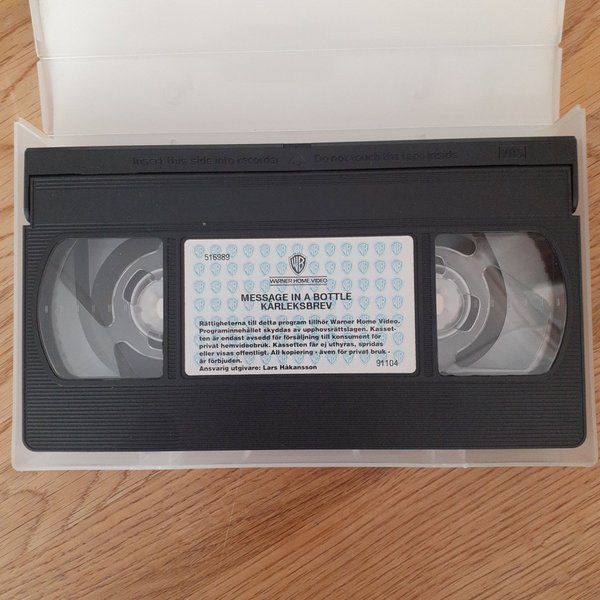 Insert this side into recorder Do not touch the tape inside VHS
516989
WB
WARNER HOME VIDEO
MESSAGE IN A BOTTLE
KÄRLEKSBREV
Rättigheterna till detta program tillhör Warner Home Video.
Programinnehållet skyddas av upphovsrättslagen. Kasset-
ten är endast avsedd för försäljning till konsument för
privat hemvideobruk. Kassetten får ej uthyras, spridas
eller visas offentligt. All kopiering - även för privat bruk -
är förbjuden.
Ansvarig utgivare: Lars Håkansson
91104